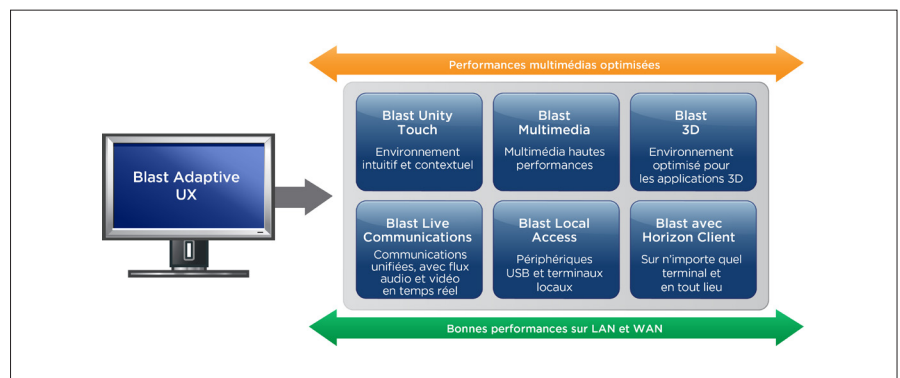 Performances multimédias optimisées
Blast Adaptive
UX
Blast Unity
Touch
Environnement
intuitif et contextuel
Blast
Multimedia
Multimédia hautes
performances
Blast
3D
Environnement
optimisé pour
les applications 3D
Blast Live
Communications
Communications
unifiées, avec flux
audio et vidéo
en temps réel
Blast Local
Access
Périphériques
USB et terminaux
locaux
Blast avec
Horizon Client
Sur n'importe quel
terminal et
en tout lieu
Bonnes performances sur LAN et WAN